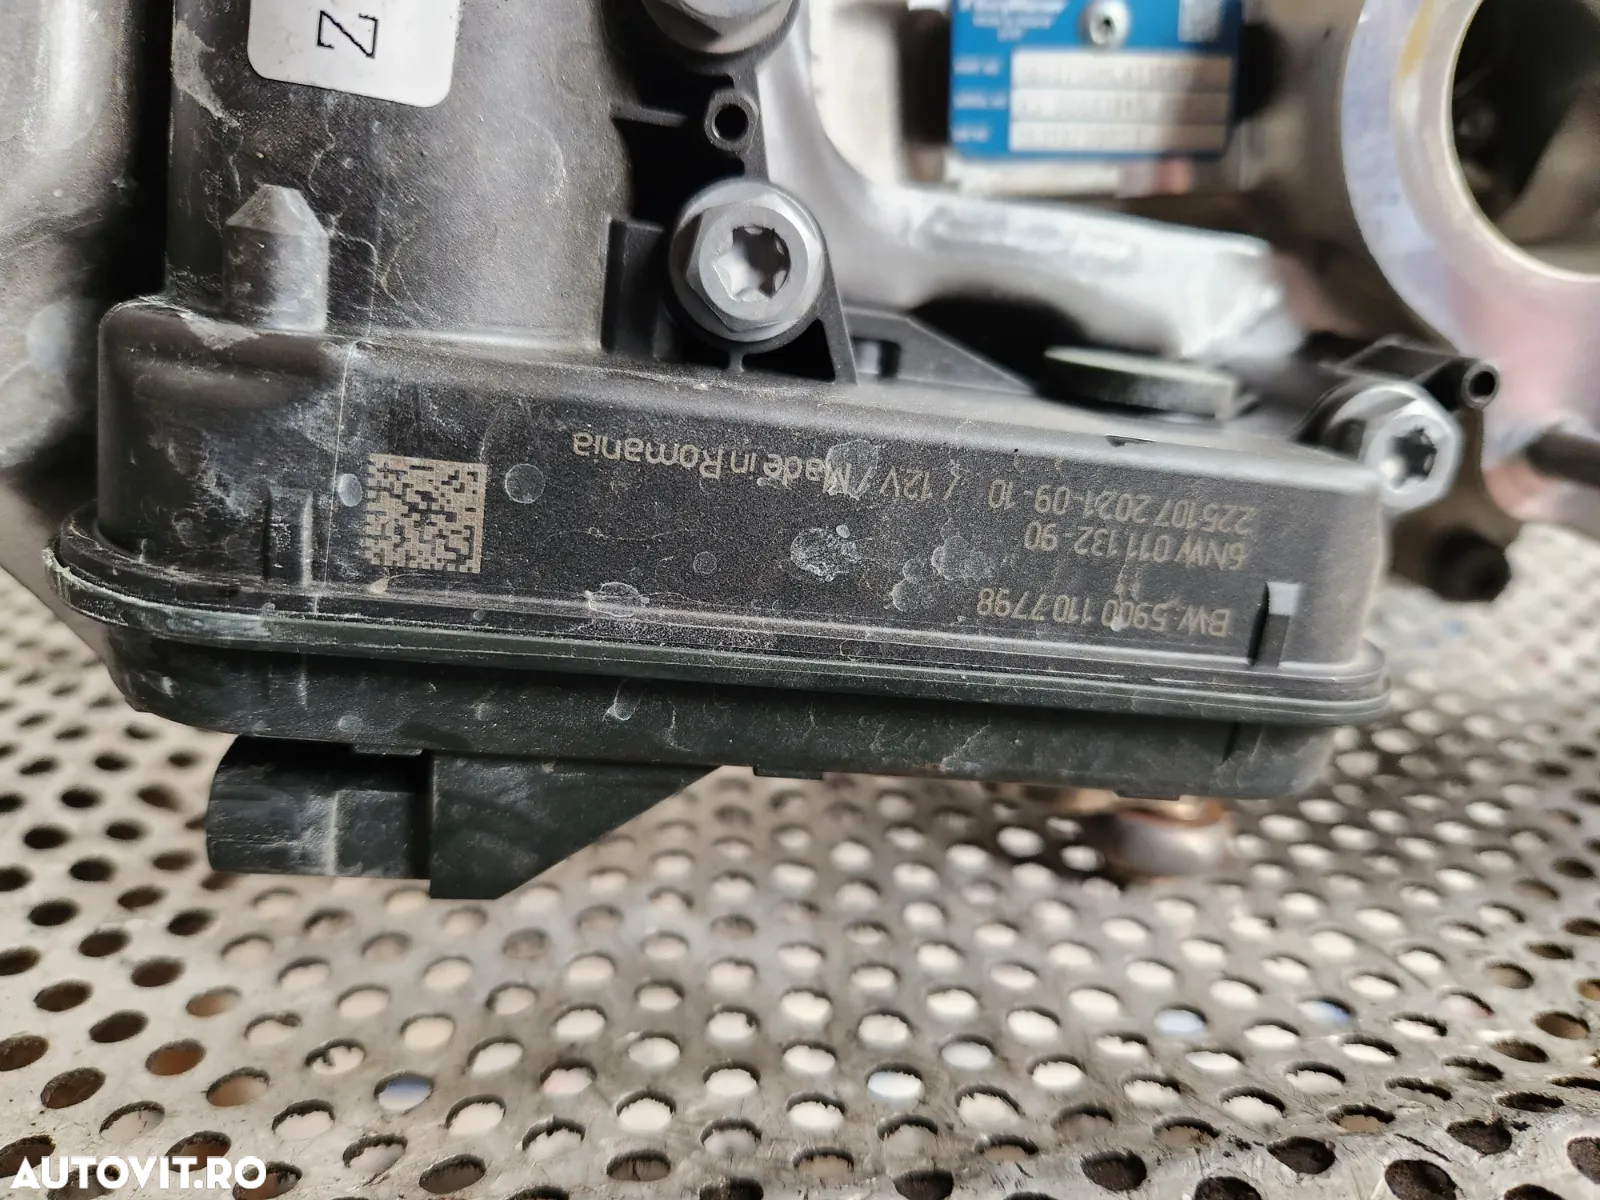 BW. 5900 110 7798
6NW 011.132-90
225107 2021-09-10 / 12V / Made in Romania
Z
AUTOVIT.RO